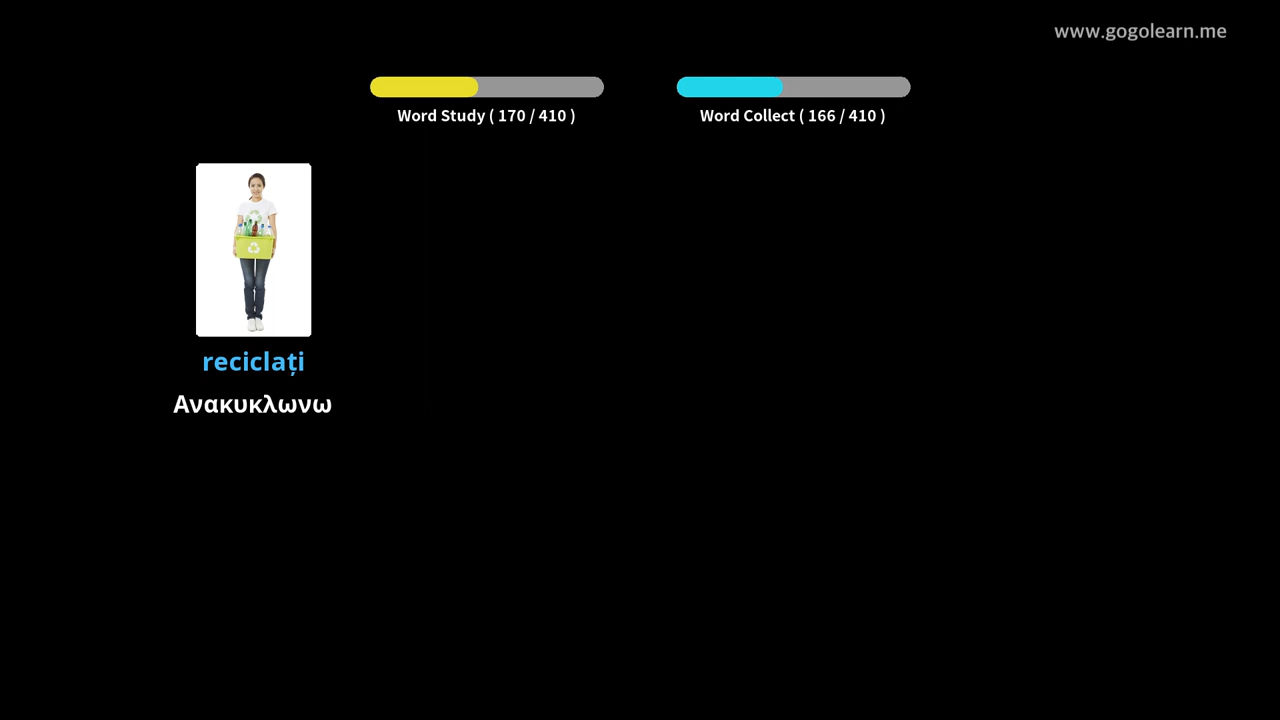 www.gogolearn.me
Word Study ( 170 / 410 )
Word Collect ( 166 / 410 )
reciclați
Ανακυκλωνω